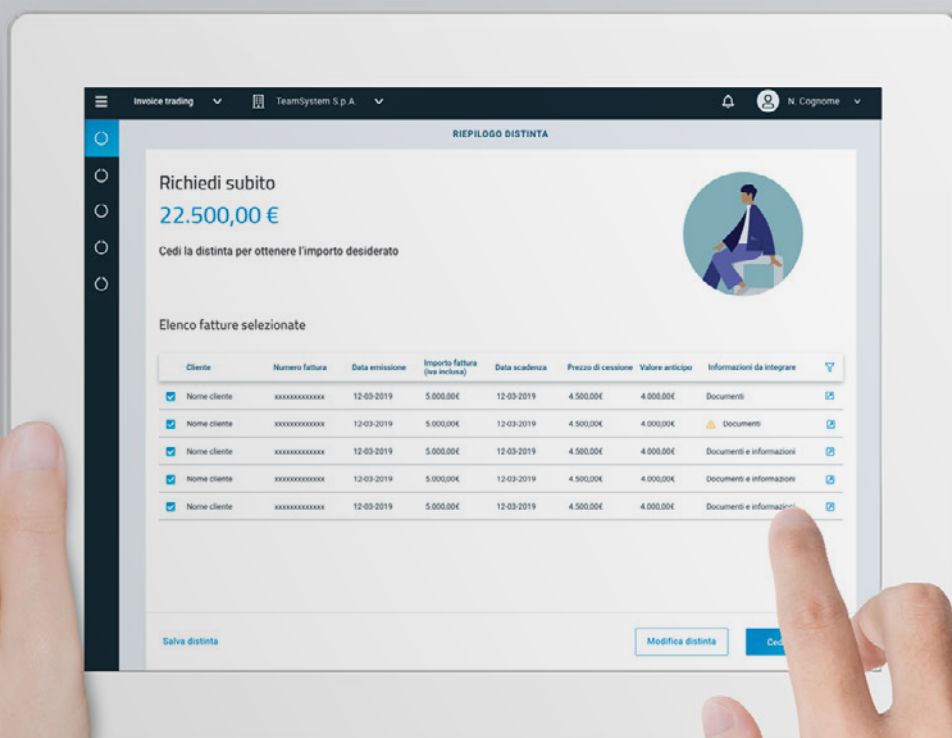 Invoice trading TeamSystem S.p.A. N. Cognome
RIEPILOGO DISTINTA
Richiedi subito
22.500,00 €
Cedi la distinta per ottenere l'importo desiderato
Elenco fatture selezionate
Cliente Numero fattura Data emissione Importo fattura (iva inclusa) Data scadenza Prezzo di cessione Valore anticipo Informazioni da integrare
Nome cliente xxxxxxxxxxxxx 12-03-2019 5.000,00€ 12-03-2019 4.500,00€ 4.000,00€ Documenti
Nome cliente xxxxxxxxxxxxx 12-03-2019 5.000,00€ 12-03-2019 4.500,00€ 4.000,00€ Documenti
Nome cliente xxxxxxxxxxxxx 12-03-2019 5.000,00€ 12-03-2019 4.500,00€ 4.000,00€ Documenti e informazioni
Nome cliente xxxxxxxxxxxxx 12-03-2019 5.000,00€ 12-03-2019 4.500,00€ 4.000,00€ Documenti e informazioni
Nome cliente xxxxxxxxxxxxx 12-03-2019 5.000,00€ 12-03-2019 4.500,00€ 4.000,00€ Documenti e informazioni
Salva distinta Modifica distinta